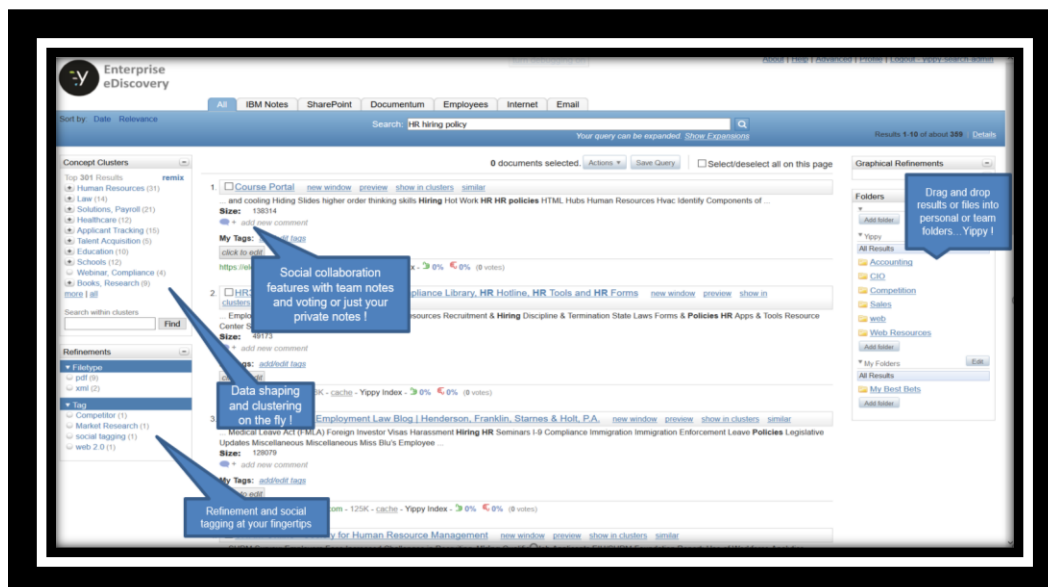 Enterprise
eDiscovery
About | Help | Advanced | Profile | Logout - yippy-search-admin
All IBM Notes SharePoint Documentum Employees Internet Email
Sort by: Date Relevance
Search: HR hiring policy
Your query can be expanded Show Expansions
Results 1-10 of about 389 | Details
Concept Clusters
Top 301 Results remix
Human Resources (31)
Law (14)
Solutions, Payroll (21)
Healthcare (12)
Applicant Tracking (15)
Talent Acquisition (5)
Education (10)
Schools (12)
Webinar, Compliance (4)
Books, Research (9)
more | all
Search within clusters
Find
Refinements
Filetype
pdf (9)
xml (2)
Tag
Competitor (1)
Market Research (1)
social tagging (1)
web 2.0 (1)
0 documents selected. Actions Save Query Select/deselect all on this page
1. Course Portal new window preview show in clusters similar
... and cooling Hiding Slides higher order thinking skills Hiring Hot Work HR HR policies HTML Hubs Human Resources Hvac Identify Components of ...
Size: 138314
+ add new comment
My Tags: add/edit tags
click to edit
x - 0% 0% (0 votes)
2. pliance Library, HR Hotline, HR Tools and HR Forms new window preview show in
clusters
sources Recruitment & Hiring Discipline & Termination State Laws Forms & Policies HR Apps & Tools Resource
Center
Size: 49173
add new comment
Tags: add/edit tags
K - cache - Yippy Index - 0% 0% (0 votes)
3. Employment Law Blog | Henderson, Franklin, Starnes & Holt, P.A. new window preview show in clusters similar
... Medical Leave Act (FMLA) Foreign Investor Visas Harassment Hiring HR Seminars I-9 Compliance Immigration Immigration Enforcement Leave Policies Legislative
Updates Miscellaneous Miscellaneous Miss Blu's Employee ...
Size: 128079
+ add new comment
My Tags: add/edit tags
to edit
om - 125K - cache - Yippy Index - 0% 0% (0 votes)
y for Human Resource Management new window preview show in clusters similar
Graphical Refinements
Folders
Add folder
Yippy
All Results
Accounting
CIO
Competition
Sales
web
Web Resources
Add folder
My Folders Edit
All Results
My Best Bets
Add folder
Social collaboration
features with team notes
and voting or just your
private notes !
Data shaping
and clustering
on the fly !
Refinement and social
tagging at your fingertips
Drag and drop
results or files into
personal or team
folders...Yippy !